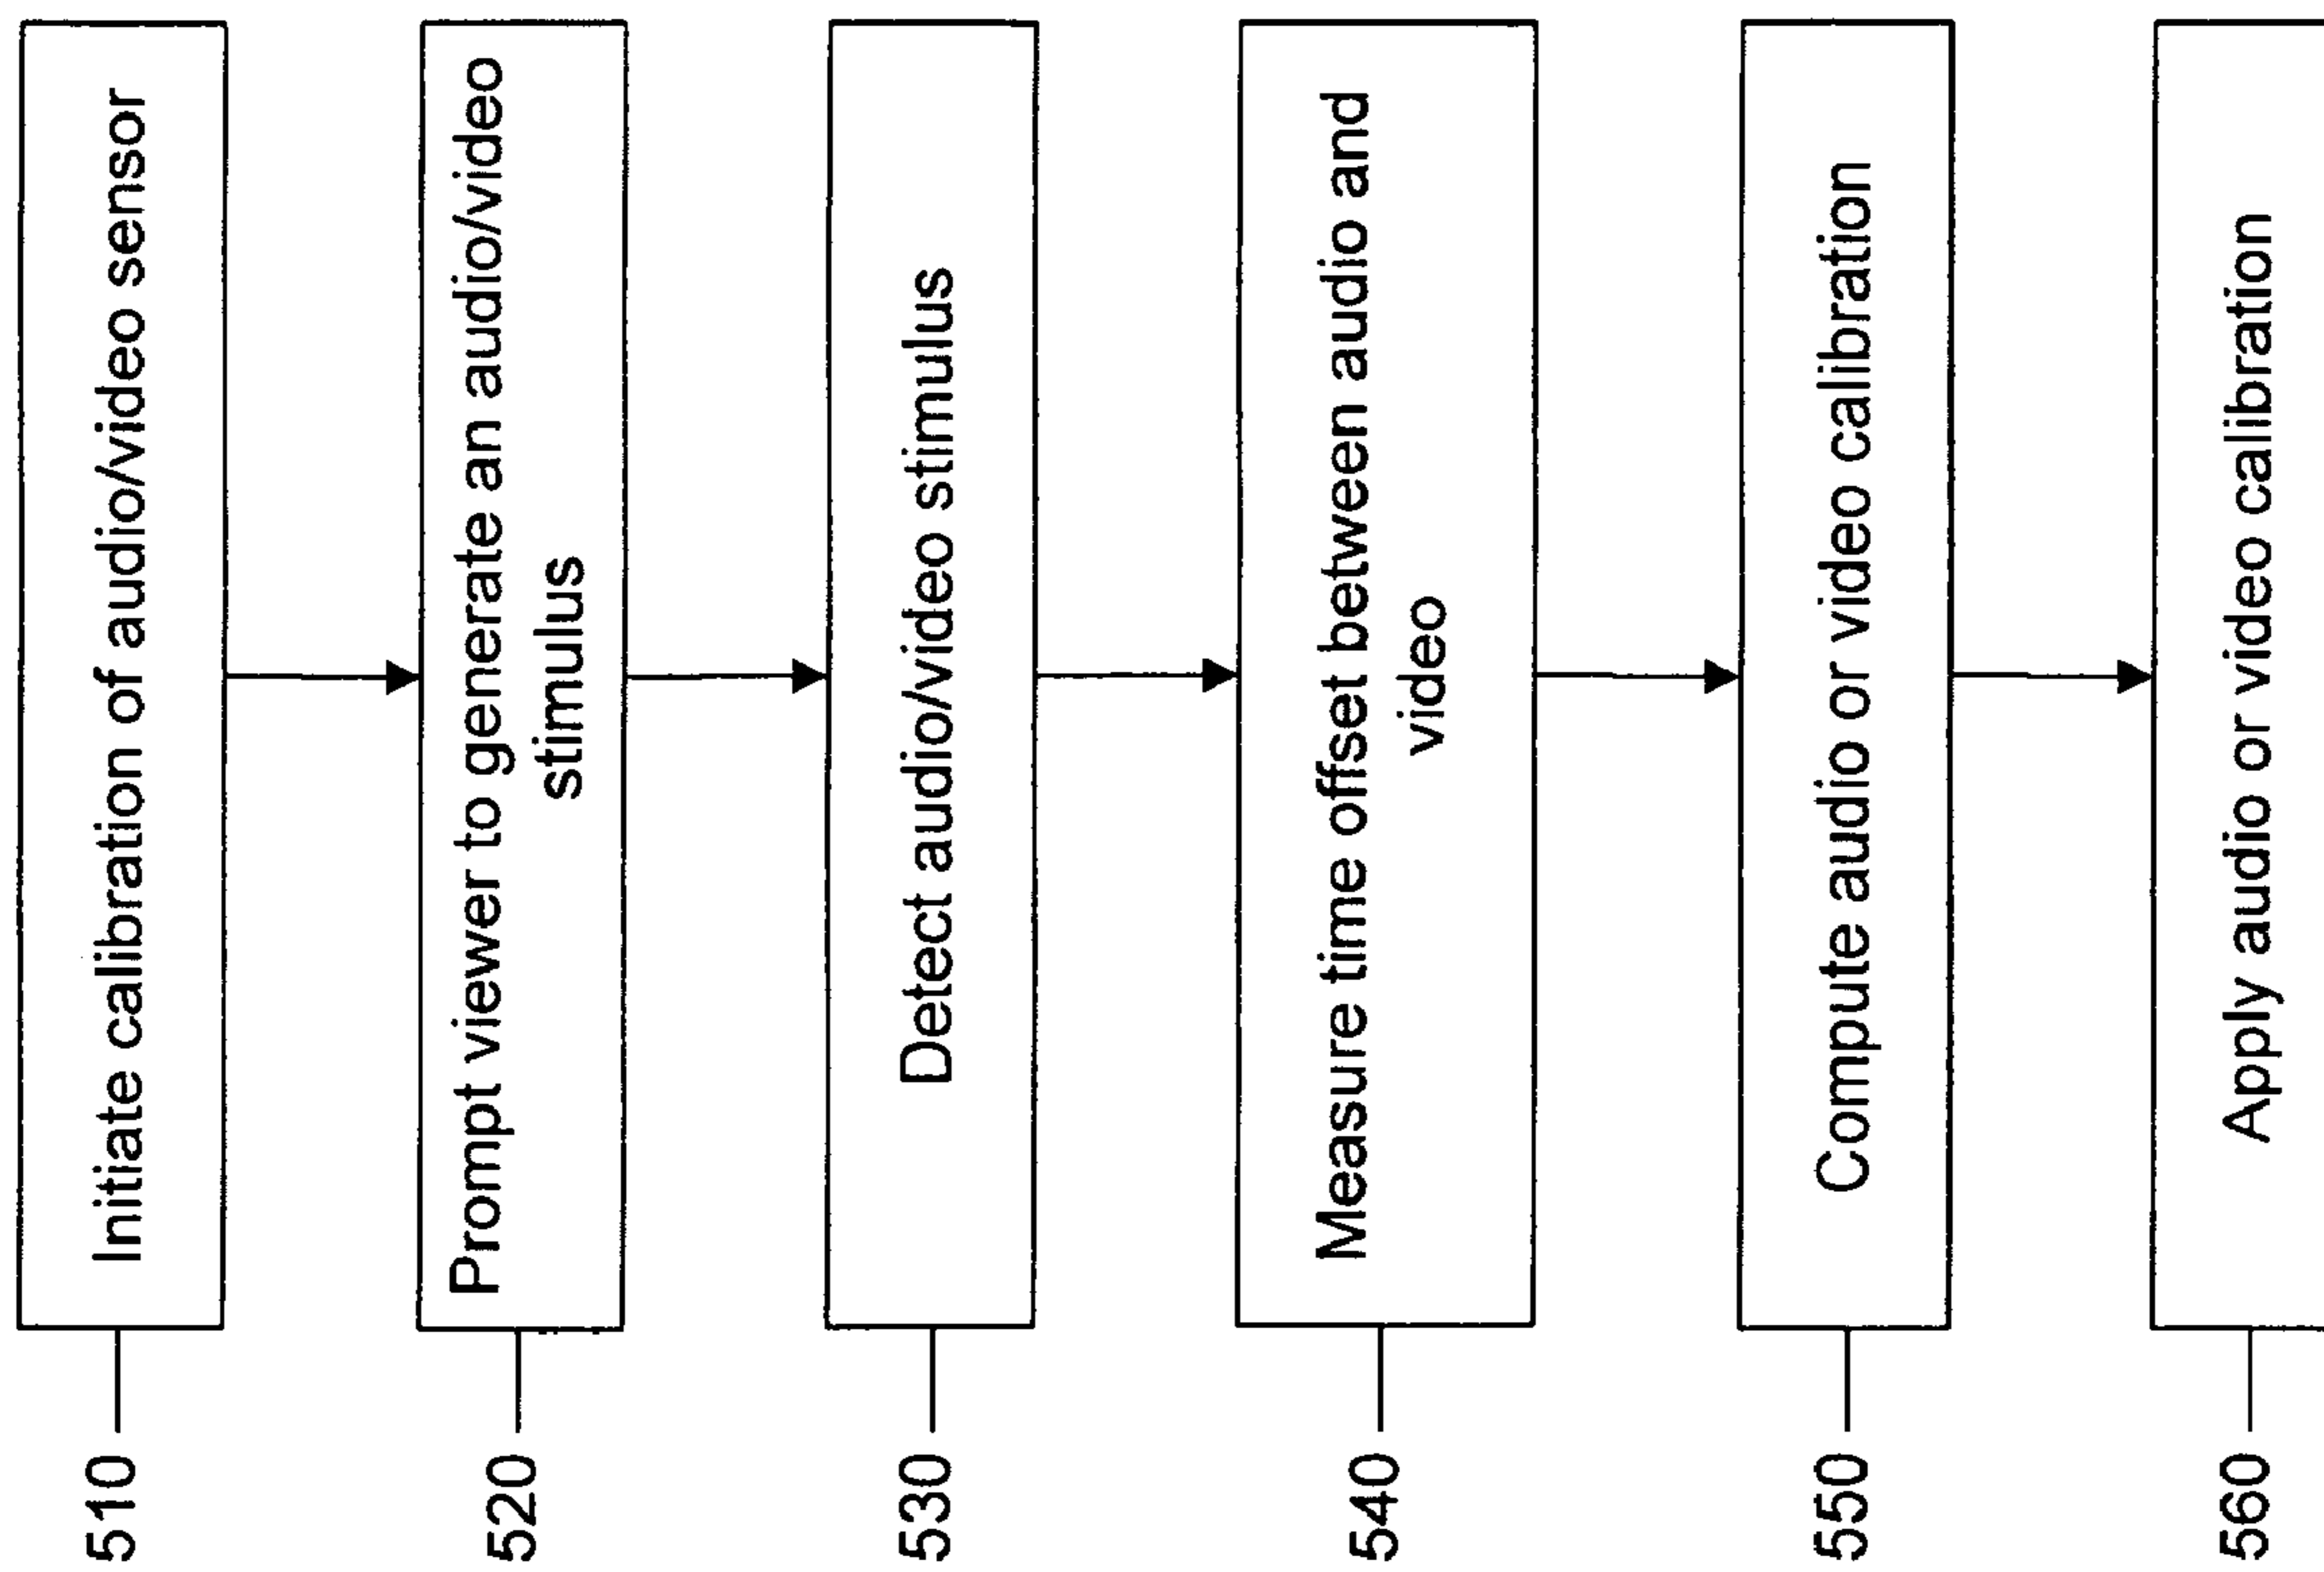 510
Initiate calibration of audio/video sensor
520
Prompt viewer to generate an audio/video
stimulus
530
Detect audio/video stimulus
540
Measure time offset between audio and
video
550
Compute audio or video calibration
560
Apply audio or video calibration